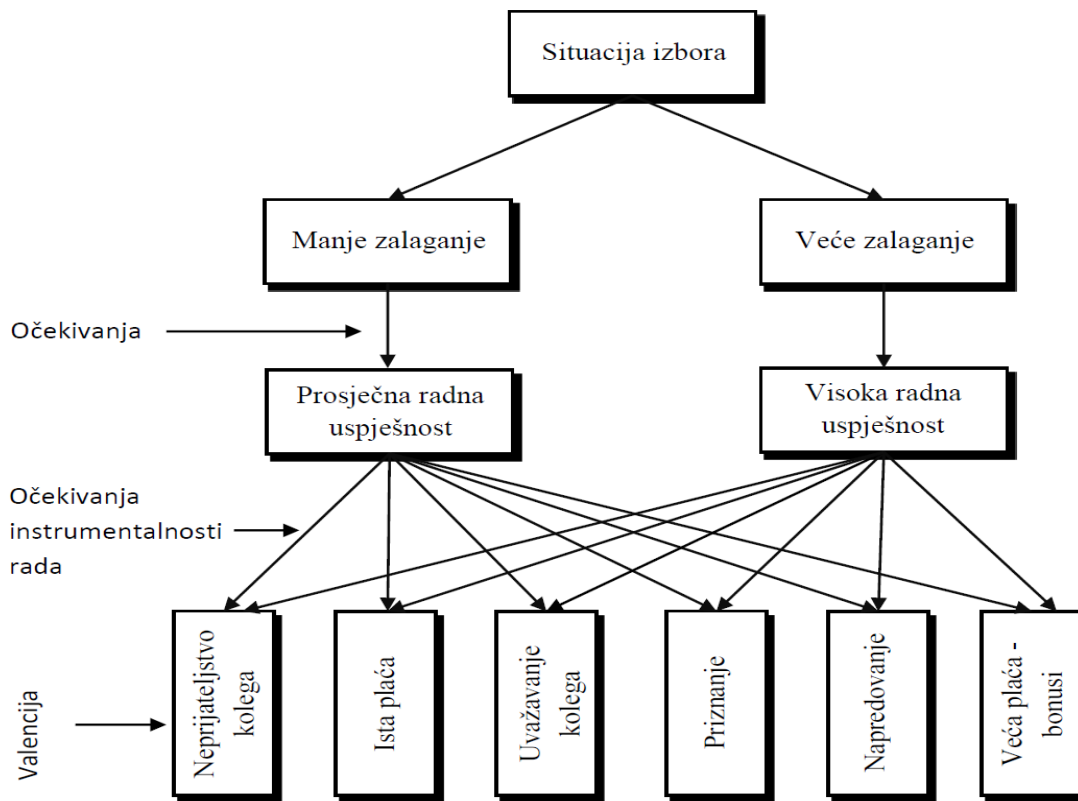 Situacija izbora
Manje zalaganje
Veće zalaganje
Očekivanja
Prosječna radna
uspješnost
Visoka radna
uspješnost
Očekivanja
instrumentalnosti
rada
Valencija
Neprijateljstvo
kolega
Ista plaća
Uvažavanje
kolega
Priznanje
Napredovanje
Veća plaća -
bonusi